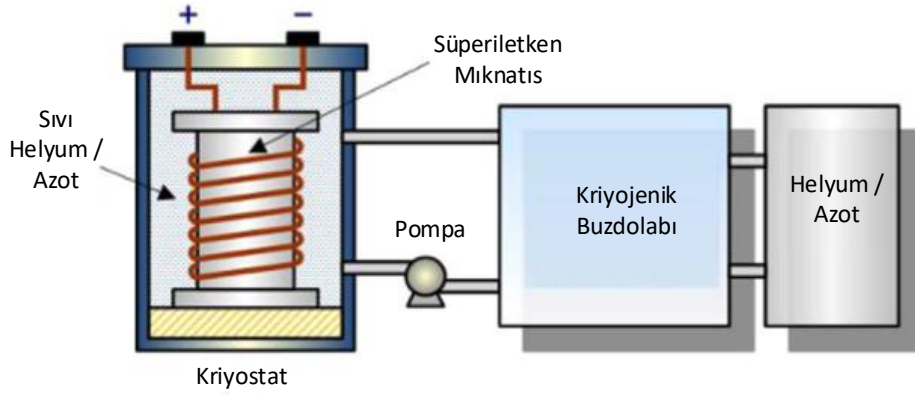 + −
Süperiletken
Mıknatıs
Sıvı
Helyum /
Azot
Pompa
Kriyojenik
Buzdolabı
Helyum /
Azot
Kriyostat